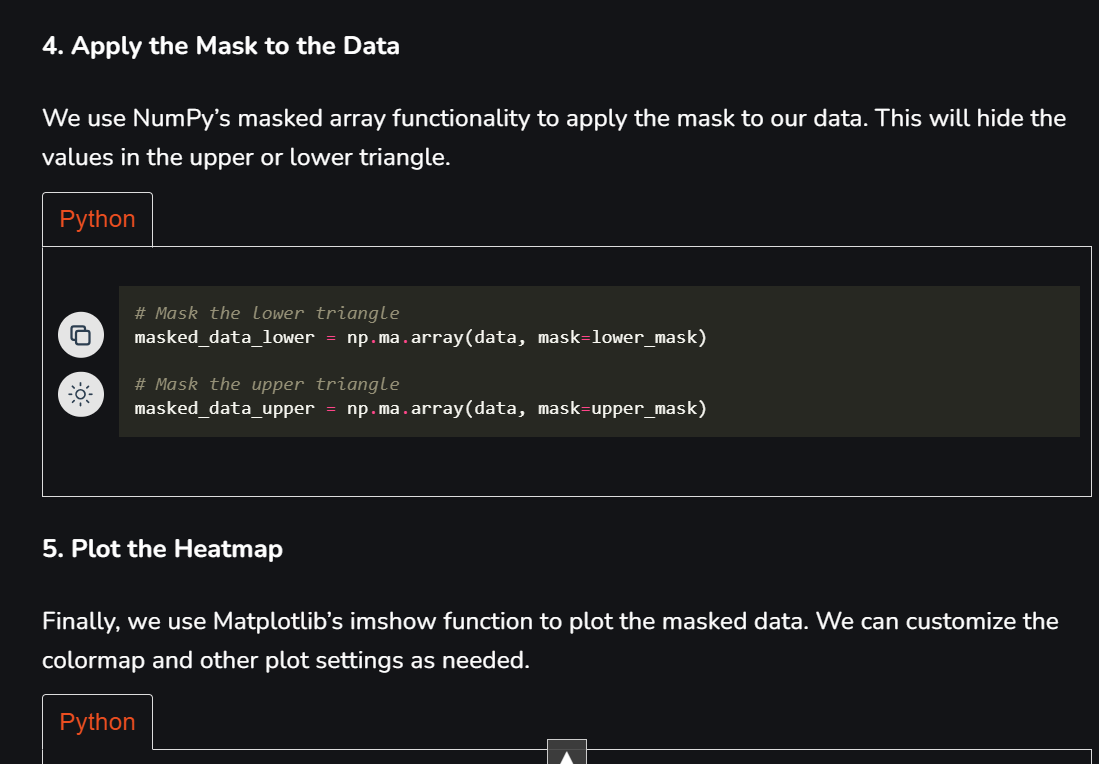 4. Apply the Mask to the Data
We use NumPy’s masked array functionality to apply the mask to our data. This will hide the
values in the upper or lower triangle.
Python
# Mask the lower triangle
masked_data_lower = np.ma.array(data, mask=lower_mask)
# Mask the upper triangle
masked_data_upper = np.ma.array(data, mask=upper_mask)
5. Plot the Heatmap
Finally, we use Matplotlib’s imshow function to plot the masked data. We can customize the
colormap and other plot settings as needed.
Python